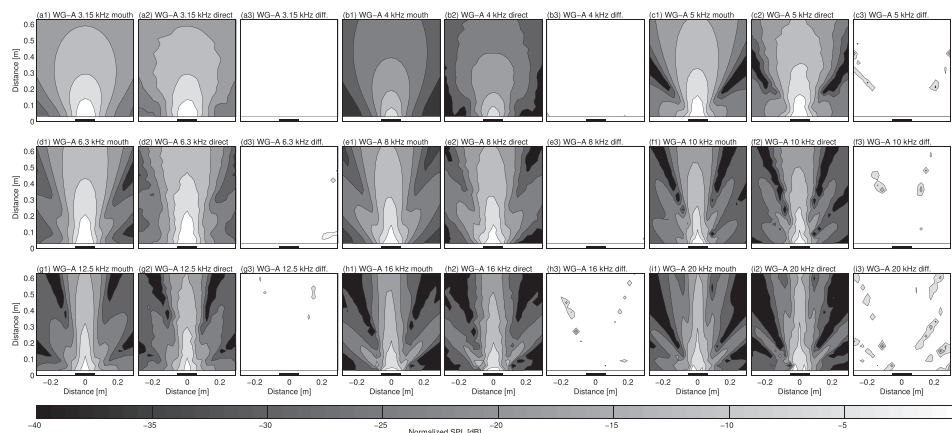 (a1) WG−A 3.15 kHz mouth (a2) WG−A 3.15 kHz direct (a3) WG−A 3.15 kHz diff. (b1) WG−A 4 kHz mouth (b2) WG−A 4 kHz direct (b3) WG−A 4 kHz diff. (c1) WG−A 5 kHz mouth (c2) WG−A 5 kHz direct (c3) WG−A 5 kHz diff.
0.6
0.5
0.4
0.3
0.2
0.1
0
Distance [m]
(d1) WG−A 6.3 kHz mouth (d2) WG−A 6.3 kHz direct (d3) WG−A 6.3 kHz diff. (e1) WG−A 8 kHz mouth (e2) WG−A 8 kHz direct (e3) WG−A 8 kHz diff. (f1) WG−A 10 kHz mouth (f2) WG−A 10 kHz direct (f3) WG−A 10 kHz diff.
0.6
0.5
0.4
0.3
0.2
0.1
0
Distance [m]
(g1) WG−A 12.5 kHz mouth (g2) WG−A 12.5 kHz direct (g3) WG−A 12.5 kHz diff. (h1) WG−A 16 kHz mouth (h2) WG−A 16 kHz direct (h3) WG−A 16 kHz diff. (i1) WG−A 20 kHz mouth (i2) WG−A 20 kHz direct (i3) WG−A 20 kHz diff.
0.6
0.5
0.4
0.3
0.2
0.1
0
Distance [m]
−0.2 0 0.2 −0.2 0 0.2 −0.2 0 0.2 −0.2 0 0.2 −0.2 0 0.2 −0.2 0 0.2 −0.2 0 0.2 −0.2 0 0.2 −0.2 0 0.2
Distance [m] Distance [m] Distance [m] Distance [m] Distance [m] Distance [m] Distance [m] Distance [m] Distance [m]
−40 −35 −30 −25 −20 −15 −10 −5
Normalized SPL [dB]